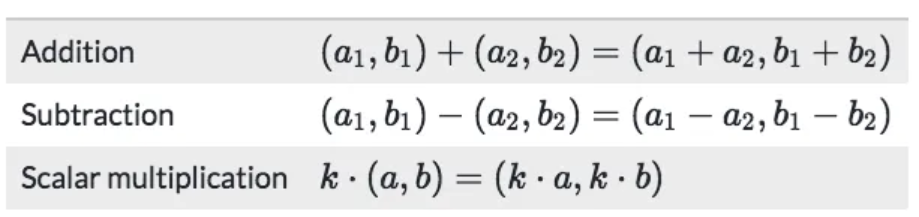 Addition (a₁, b₁) + (a₂, b₂) = (a₁ + a₂, b₁ + b₂)
Subtraction (a₁, b₁) − (a₂, b₂) = (a₁ − a₂, b₁ − b₂)
Scalar multiplication k · (a, b) = (k · a, k · b)